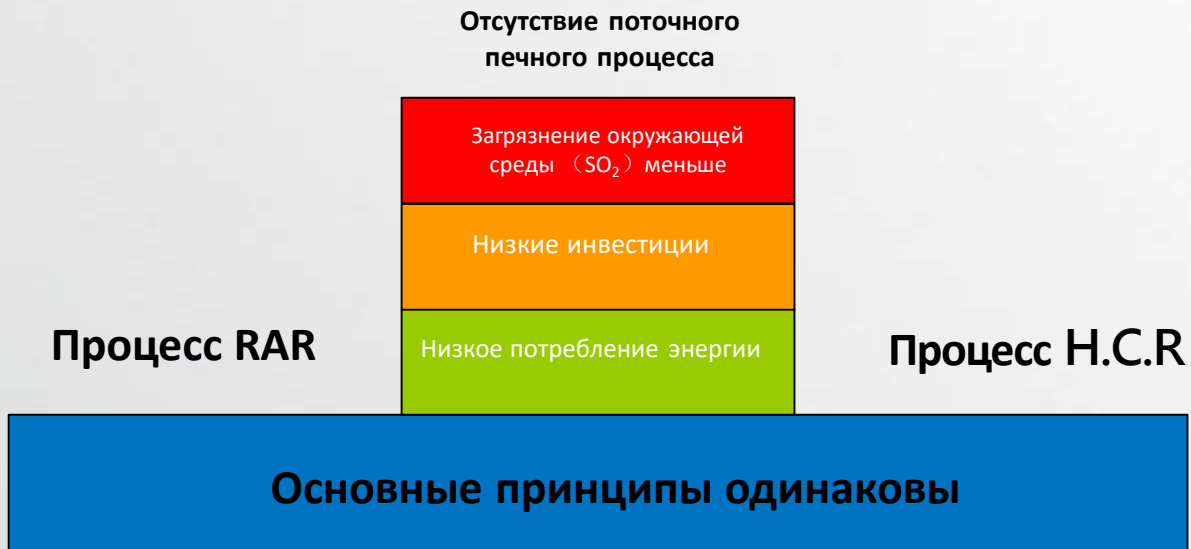 Отсутствие поточного
печного процесса
Загрязнение окружающей
среды （SO₂）меньше
Низкие инвестиции
Процесс RAR
Низкое потребление энергии
Процесс H.C.R
Основные принципы одинаковы